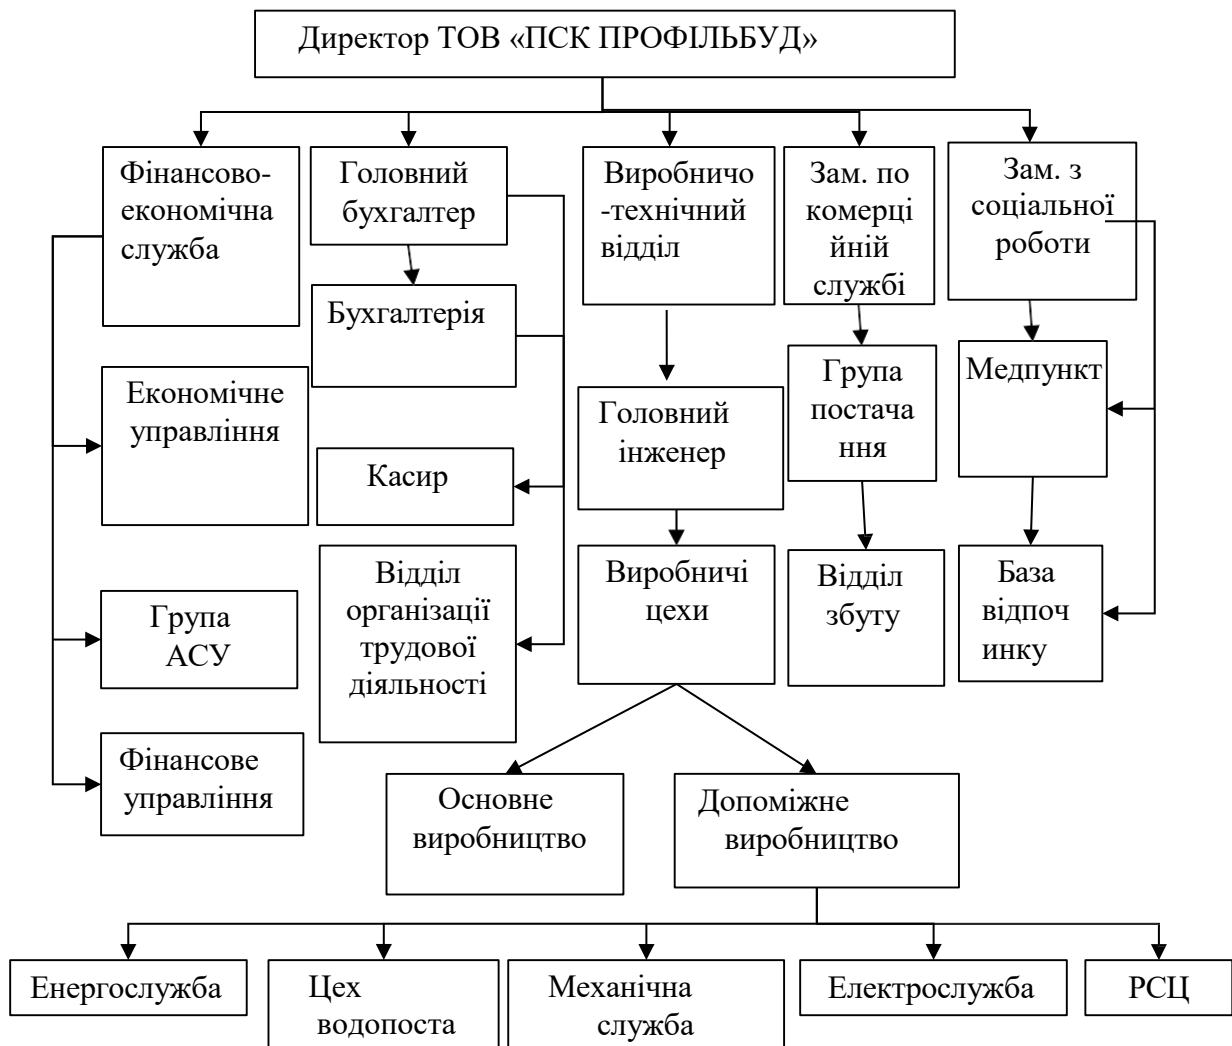 Директор ТОВ «ПСК ПРОФІЛЬБУД»
Фінансово-
економічна
служба
Головний
бухгалтер
Виробничо
-технічний
відділ
Зам. по
комерці
йній
службі
Зам. з
соціальної
роботи
Бухгалтерія
Економічне
управління
Головний
інженер
Група
постача
ння
Медпункт
Касир
Відділ
організації
трудової
діяльності
Виробничі
цехи
Відділ
збуту
База
відпоч
инку
Група
АСУ
Фінансове
управління
Основне
виробництво
Допоміжне
виробництво
Енергослужба
Цех
водопоста
Механічна
служба
Електрослужба
РСЦ